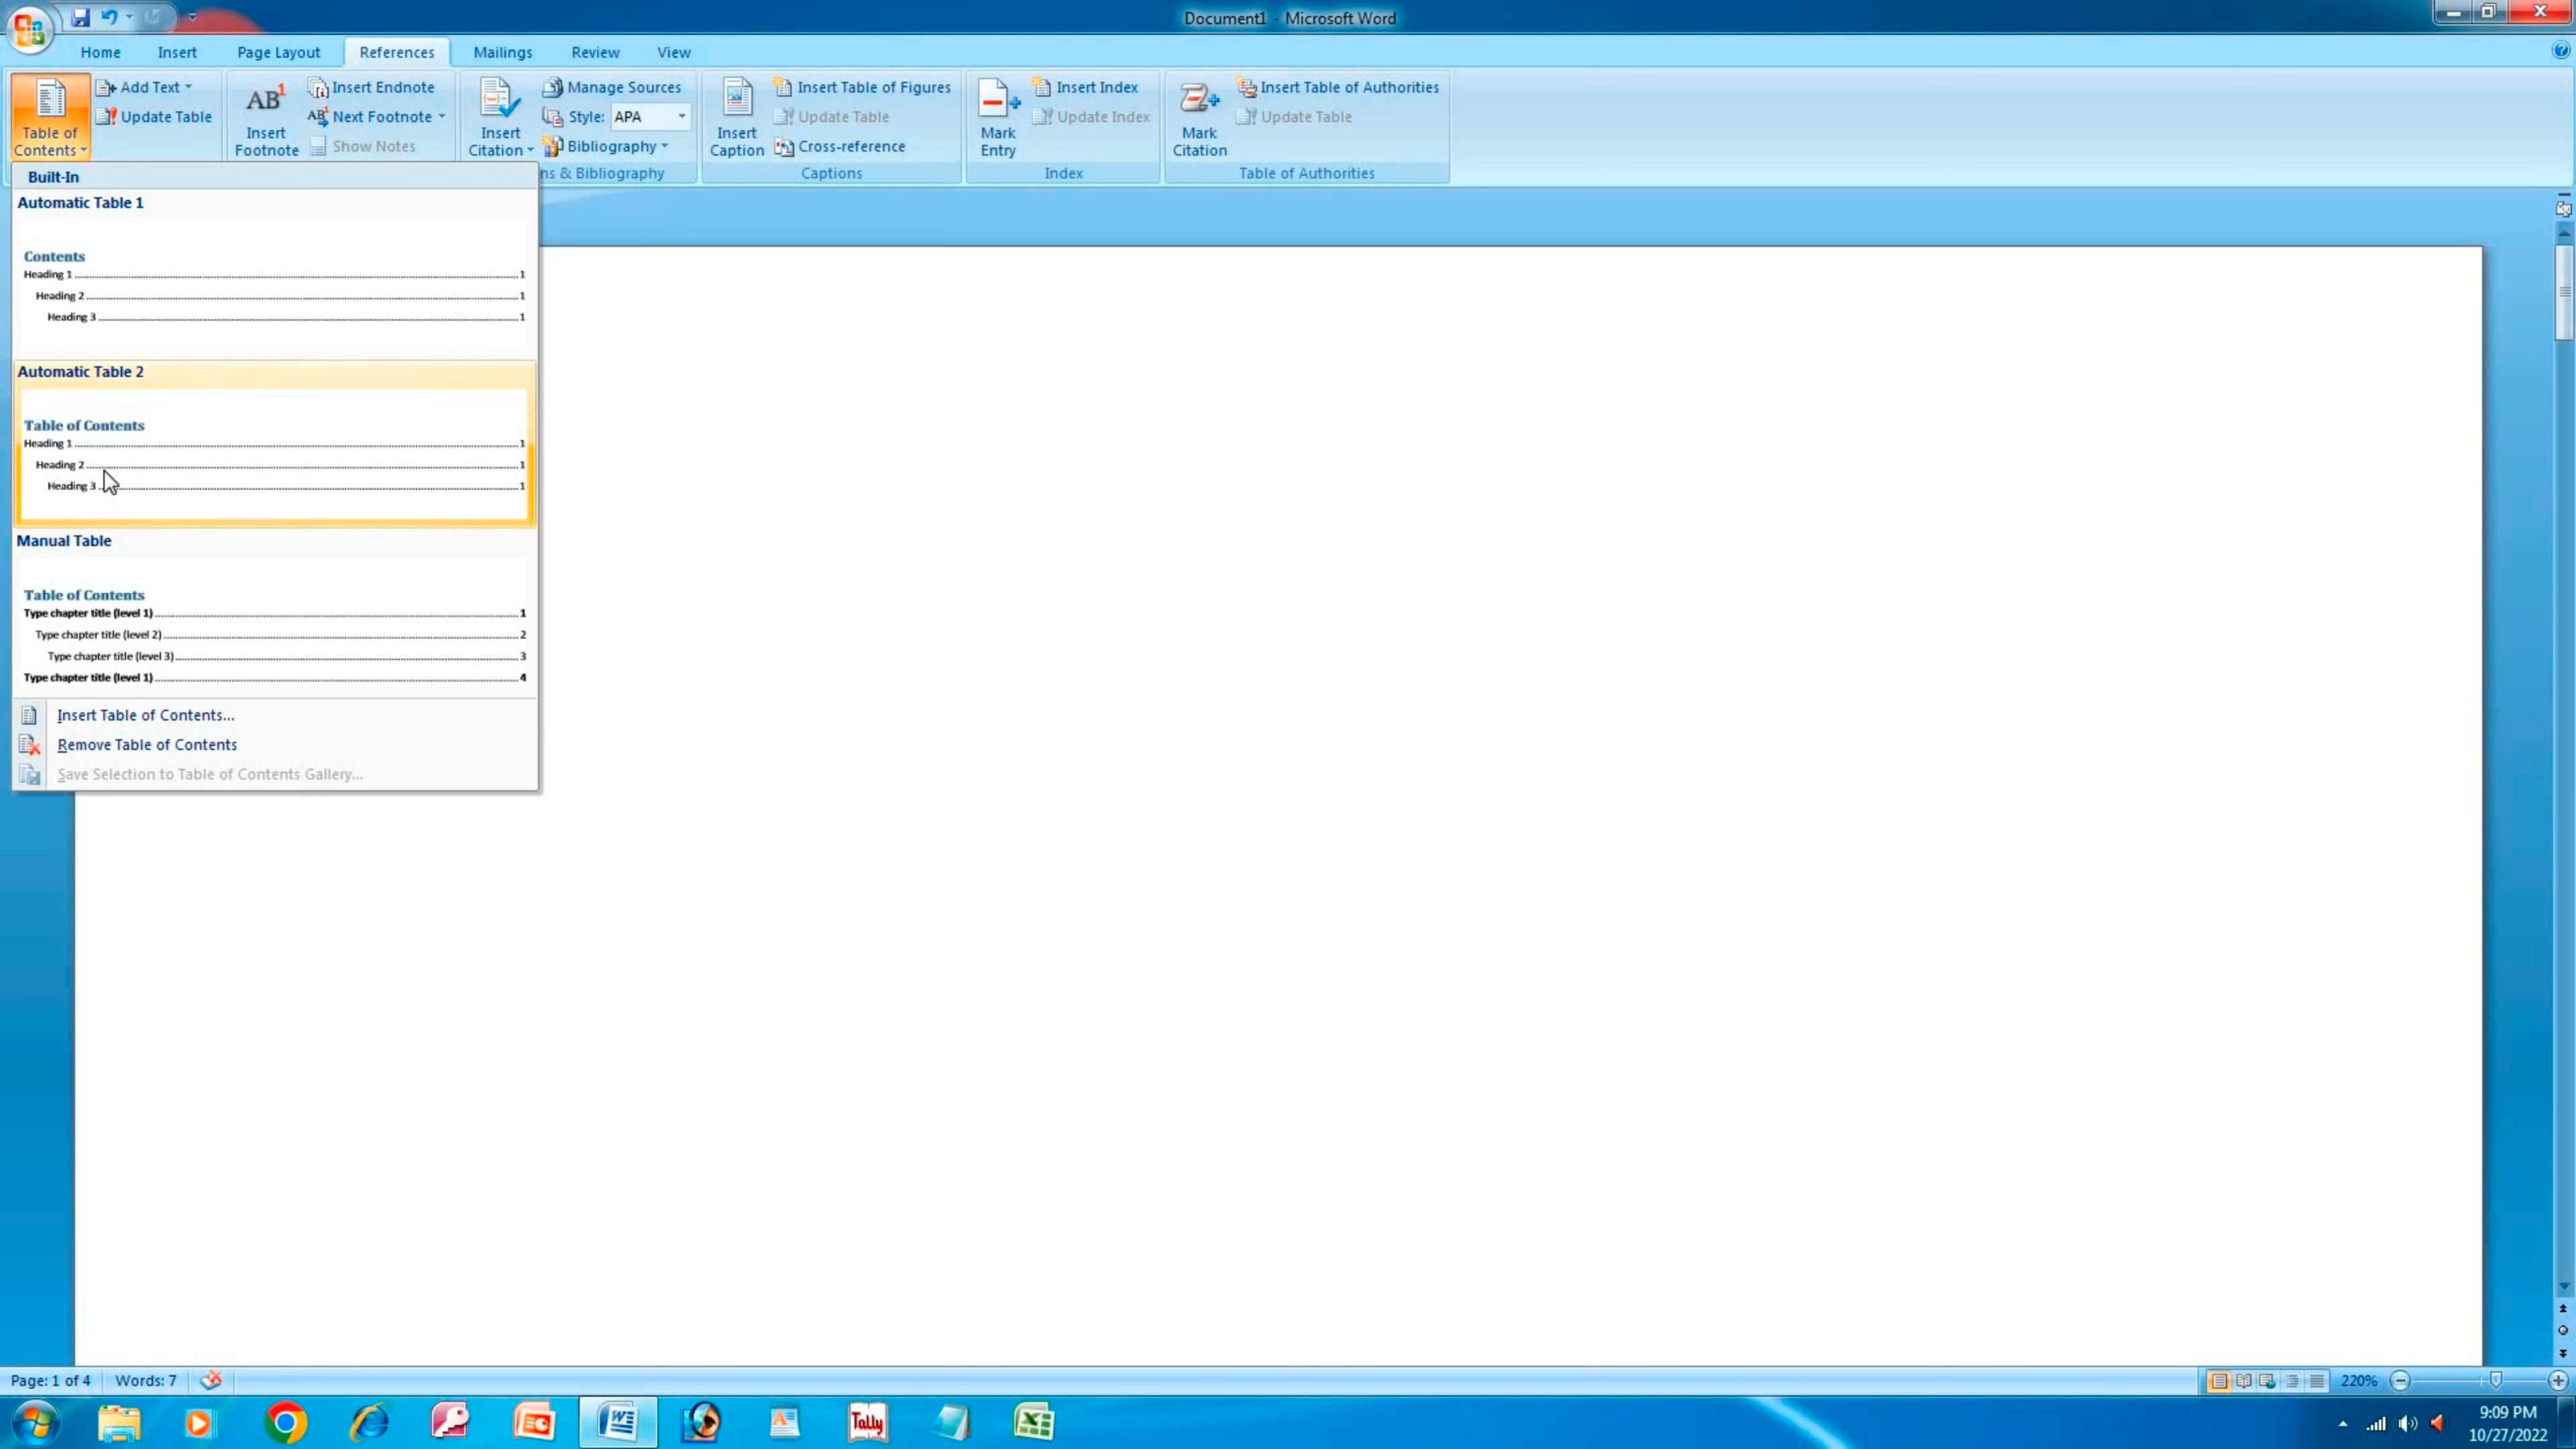 Document1 - Microsoft Word
Home Insert Page Layout References Mailings Review View
Table of Contents
Add Text
Update Table
AB1 Insert Footnote
Insert Endnote
AB1 Next Footnote
Show Notes
Insert Citation
Manage Sources
Style: APA
Bibliography
ns & Bibliography
Insert Caption
Insert Table of Figures
Update Table
Cross-reference
Captions
Mark Entry
Insert Index
Update Index
Index
Mark Citation
Insert Table of Authorities
Update Table
Table of Authorities
Built-In
Automatic Table 1
Contents
Heading 1 1
Heading 2 1
Heading 3 1
Automatic Table 2
Table of Contents
Heading 1 1
Heading 2 1
Heading 3 1
Manual Table
Table of Contents
Type chapter title (level 1) 1
Type chapter title (level 2) 2
Type chapter title (level 3) 3
Type chapter title (level 1) 4
Insert Table of Contents...
Remove Table of Contents
Save Selection to Table of Contents Gallery...
Page: 1 of 4 Words: 7 220%
Tally
9:09 PM
10/27/2022